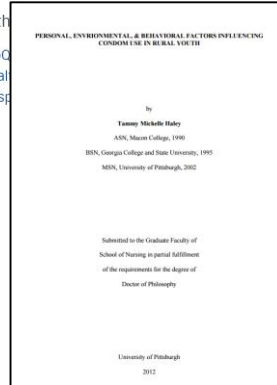 PERSONAL, ENVRIONMENTAL, & BEHAVIORAL FACTORS INFLUENCING
CONDOM USE IN RURAL YOUTH
by
Tammy Michelle Haley
ASN, Macon College, 1990
BSN, Georgia College and State University, 1995
MSN, University of Pittsburgh, 2002
Submitted to the Graduate Faculty of
School of Nursing in partial fulfillment
of the requirements for the degree of
Doctor of Philosophy
University of Pittsburgh
2012